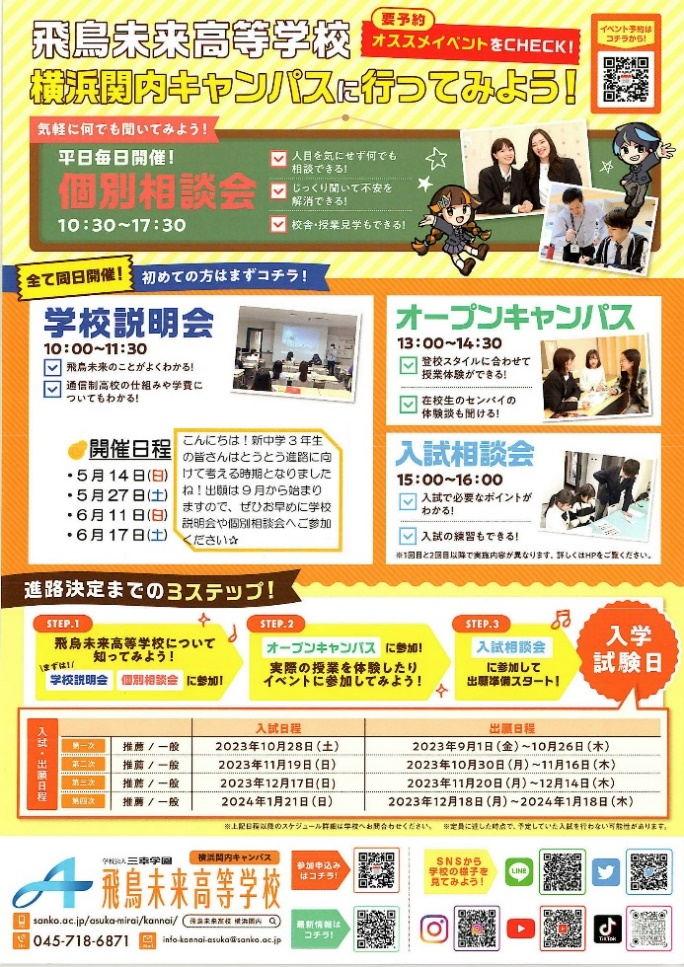 飛鳥未来高等学校
要予約
オススメイベントをCHECK!
イベント予約は
コチラから!
横浜関内キャンパスに行ってみよう!
気軽に何でも聞いてみよう!
平日毎日開催!
個別相談会
10:30〜17:30
人目を気にせず何でも
相談できる!
じっくり聞いて不安を
解消できる!
校舎・授業見学もできる!
全て同日開催!
初めての方はまずコチラ!
学校説明会
10:00〜11:30
飛鳥未来のことがよくわかる!
通信制高校の仕組みや学費に
ついてもわかる!
開催日程
・5月14日(日)
・5月27日(土)
・6月11日(日)
・6月17日(土)
こんにちは!新中学3年生
の皆さんはとうとう進路に向
けて考える時期となりました
ね!出願は9月から始まり
ますので、ぜひお早めに学校
説明会や個別相談会へご参加
ください☆
オープンキャンパス
13:00〜14:30
登校スタイルに合わせて
授業体験ができる!
在校生のセンパイの
体験談も聞ける!
入試相談会
15:00〜16:00
入試で必要なポイントが
わかる!
入試の練習もできる!
※1回目と2回目以降で実施内容が異なります、詳しくはHPをご覧ください。
進路決定までの3ステップ!
STEP.1
飛鳥未来高等学校について
知ってみよう!
まずは!
学校説明会 個別相談会 に参加!
STEP.2
オープンキャンパス に参加!
実際の授業を体験したり
イベントに参加してみよう!
STEP.3
入試相談会
に参加して
出願準備スタート!
入学
試験日
入試・出願日程
入試日程 出願日程
第一次 推薦/一般 2023年10月28日(土) 2023年9月1日(金)〜10月26日(木)
第二次 推薦/一般 2023年11月19日(日) 2023年10月30日(月)〜11月16日(木)
第三次 推薦/一般 2023年12月17日(日) 2023年11月20日(月)〜12月14日(木)
第四次 推薦/一般 2024年1月21日(日) 2023年12月18日(月)〜2024年1月18日(木)
※上記日程以降のスケジュール詳細は学校へお問合わせください。 ※定員に達した時点で、予定していた入試を行わない可能性があります。
学校法人 三幸学園
横浜関内キャンパス
飛鳥未来高等学校
sanko.ac.jp/asuka-mirai/kannai/
飛鳥未来高等学校 横浜関内
045-718-6871
info-kannai-asuka@sanko.ac.jp
参加申込み
はコチラ!
最新情報は
コチラ!
SNSから
学校の様子を
見てみよう!
LINE
TikTok